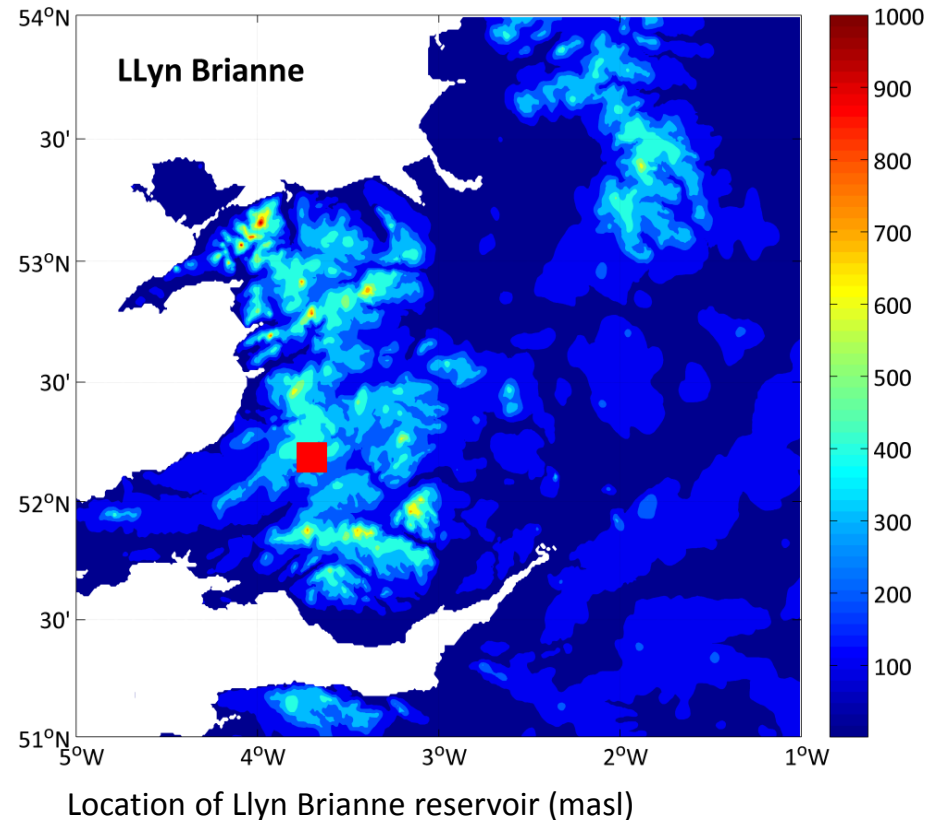 LLyn Brianne
54°N
30'
53°N
30'
52°N
30'
51°N
5°W 4°W 3°W 2°W 1°W
1000
900
800
700
600
500
400
300
200
100
Location of Llyn Brianne reservoir (masl)